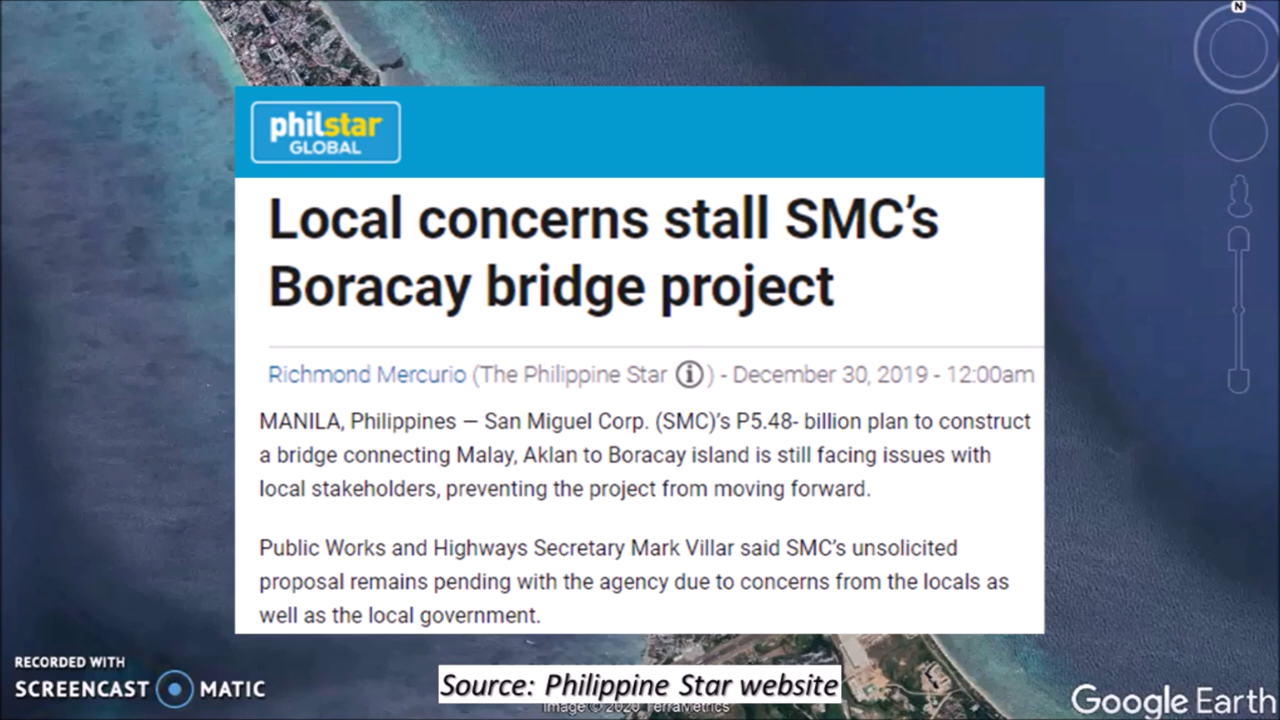 N
philstar
GLOBAL
Local concerns stall SMC's
Boracay bridge project
Richmond Mercurio (The Philippine Star ⓘ) - December 30, 2019 - 12:00am
MANILA, Philippines — San Miguel Corp. (SMC)'s P5.48- billion plan to construct
a bridge connecting Malay, Aklan to Boracay island is still facing issues with
local stakeholders, preventing the project from moving forward.
Public Works and Highways Secretary Mark Villar said SMC's unsolicited
proposal remains pending with the agency due to concerns from the locals as
well as the local government.
RECORDED WITH
SCREENCAST MATIC
Source: Philippine Star website
Image © 2020 TerraMetrics
Google Earth